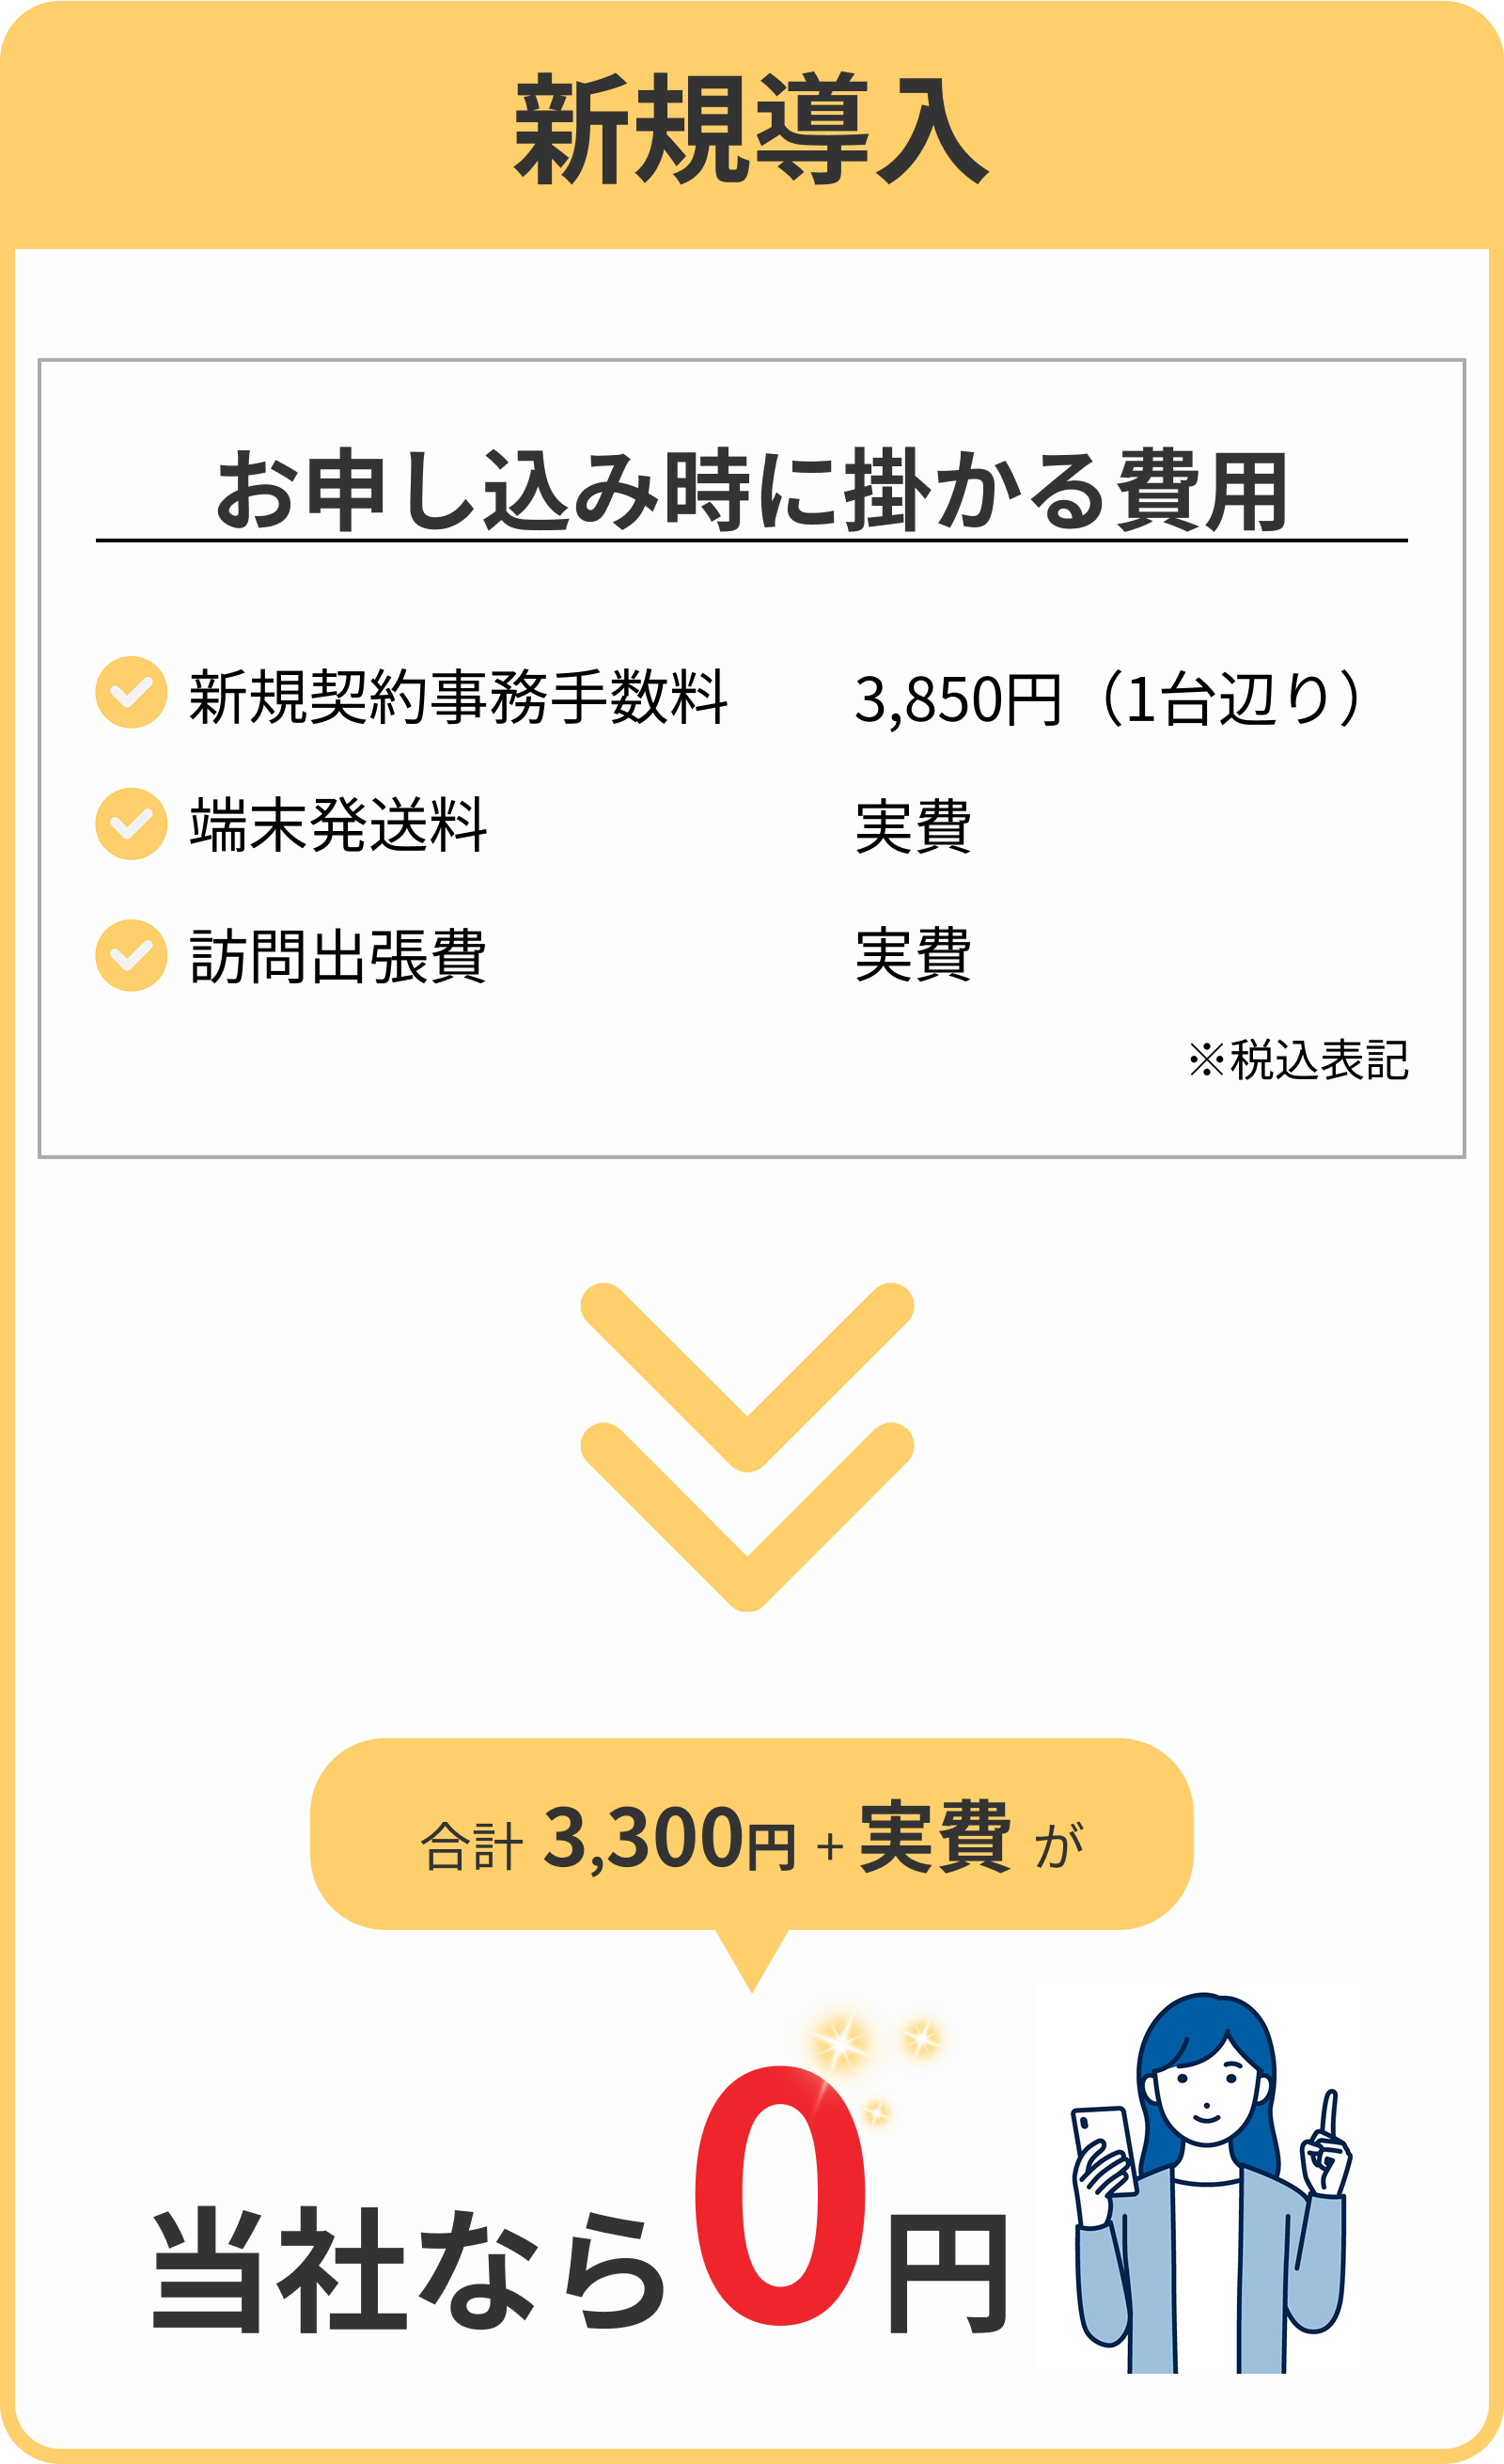 新規導入
お申し込み時に掛かる費用
新規契約事務手数料 3,850円（1台辺り）
端末発送料 実費
訪問出張費 実費
※税込表記
合計 3,300円 + 実費 が
当社なら0円